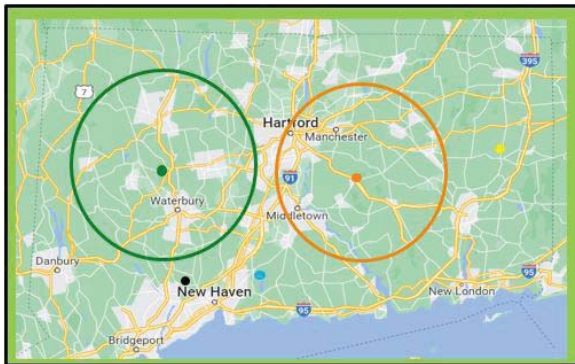 395
7
Hartford
Manchester
91
Waterbury
Middletown
Danbury
95
New Haven
New London
95
Bridgeport